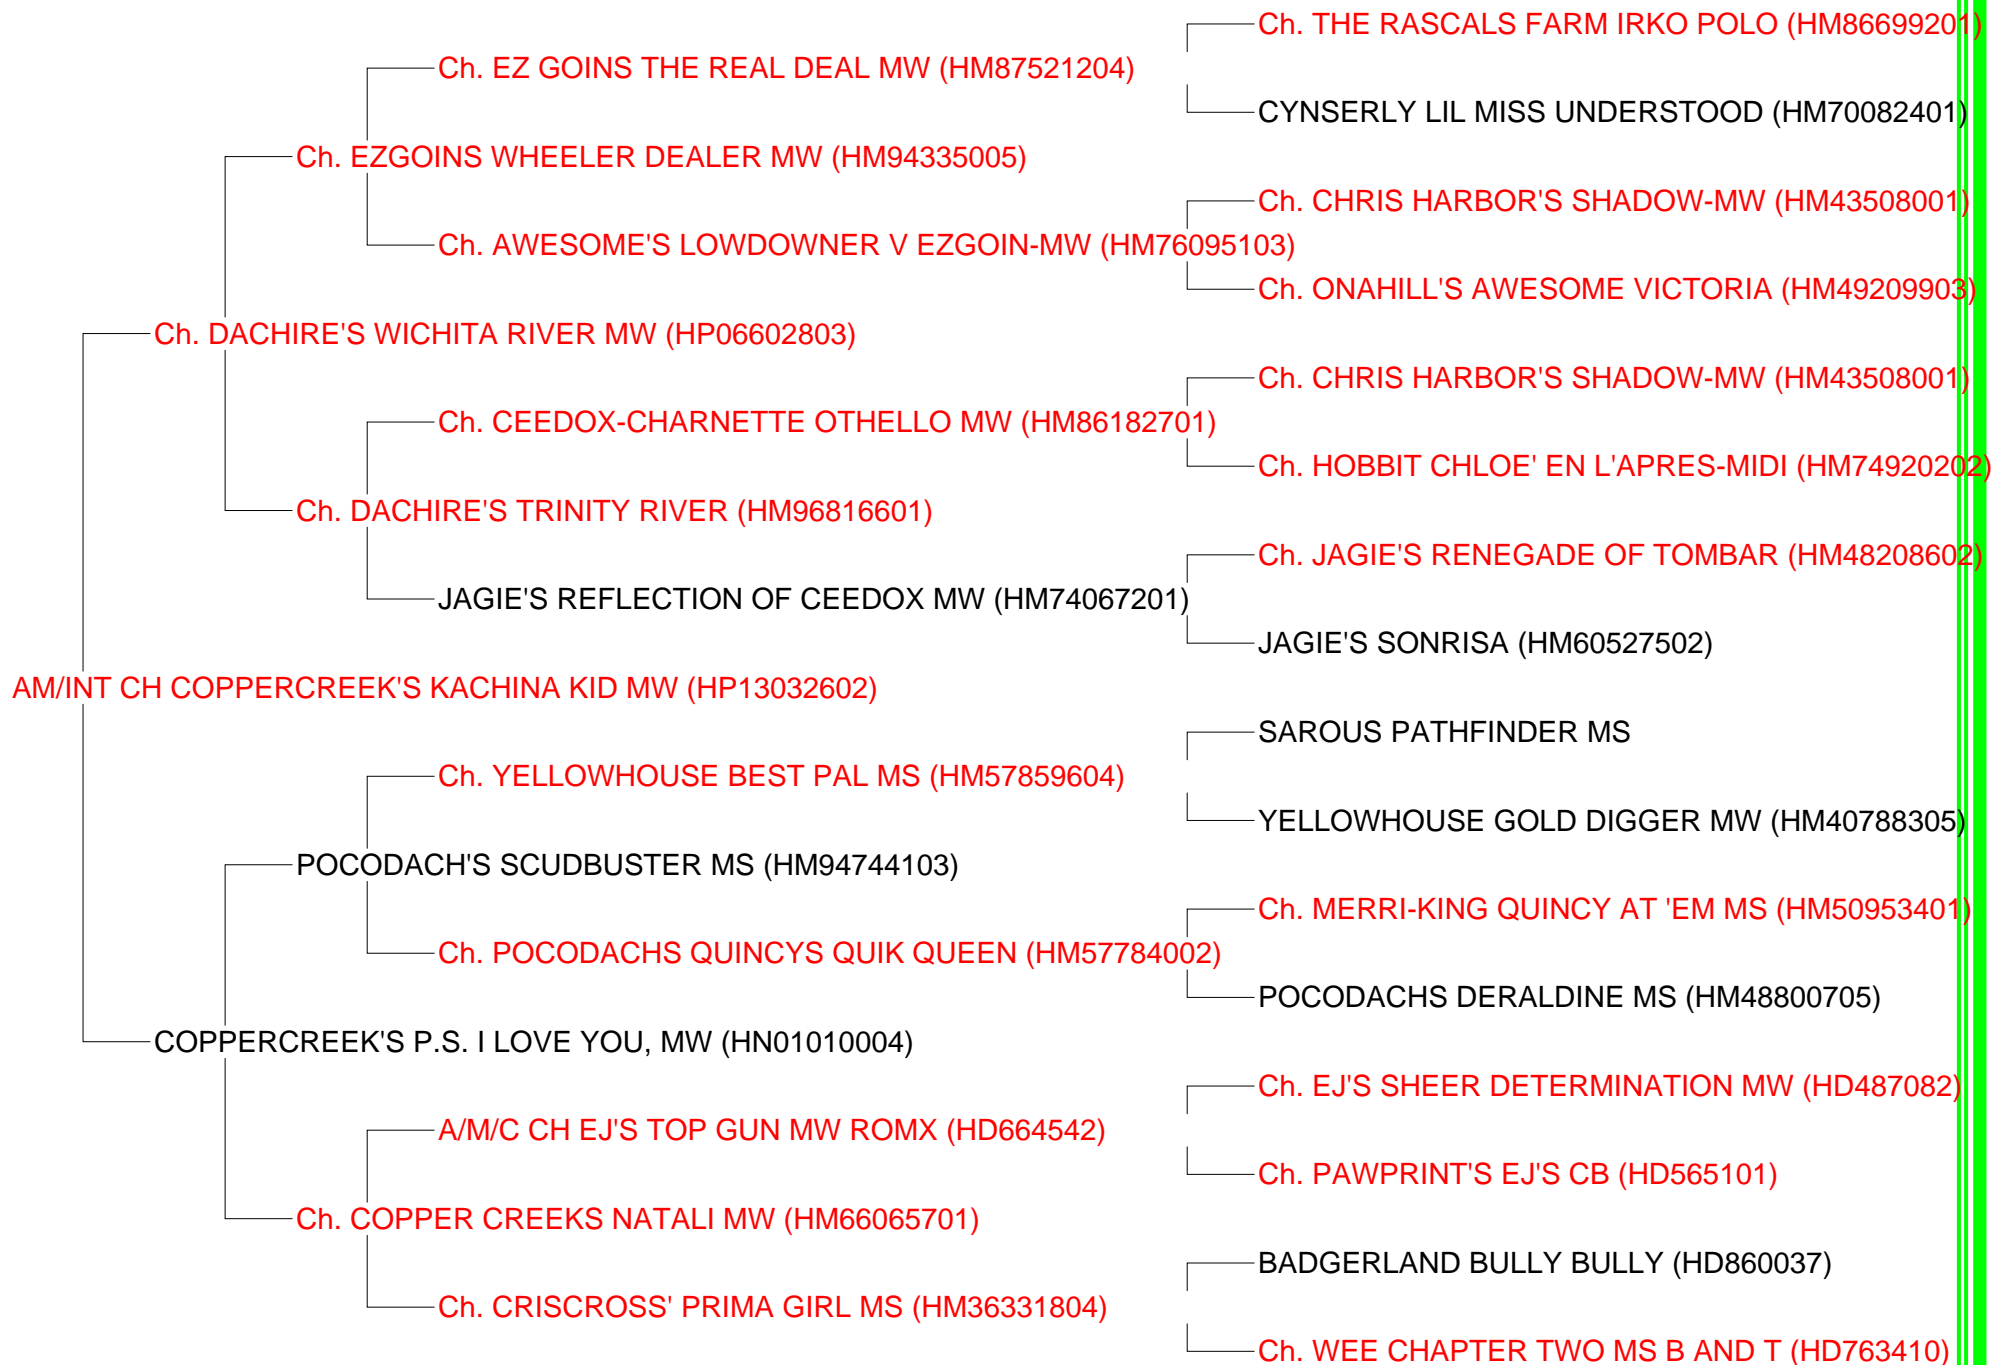 Ch. THE RASCALS FARM IRKO POLO (HM86699201)
Ch. EZ GOINS THE REAL DEAL MW (HM87521204)
CYNSERLY LIL MISS UNDERSTOOD (HM70082401)
Ch. EZGOINS WHEELER DEALER MW (HM94335005)
Ch. CHRIS HARBOR'S SHADOW-MW (HM43508001)
Ch. AWESOME'S LOWDOWNER V EZGOIN-MW (HM76095103)
Ch. ONAHILL'S AWESOME VICTORIA (HM49209903)
Ch. DACHIRE'S WICHITA RIVER MW (HP06602803)
Ch. CHRIS HARBOR'S SHADOW-MW (HM43508001)
Ch. CEEDOX-CHARNETTE OTHELLO MW (HM86182701)
Ch. HOBBIT CHLOE' EN L'APRES-MIDI (HM74920202)
Ch. DACHIRE'S TRINITY RIVER (HM96816601)
Ch. JAGIE'S RENEGADE OF TOMBAR (HM48208602)
JAGIE'S REFLECTION OF CEEDOX MW (HM74067201)
JAGIE'S SONRISA (HM60527502)
AM/INT CH COPPERCREEK'S KACHINA KID MW (HP13032602)
SAROUS PATHFINDER MS
Ch. YELLOWHOUSE BEST PAL MS (HM57859604)
YELLOWHOUSE GOLD DIGGER MW (HM40788305)
POCODACH'S SCUDBUSTER MS (HM94744103)
Ch. MERRI-KING QUINCY AT 'EM MS (HM50953401)
Ch. POCODACHS QUINCYS QUIK QUEEN (HM57784002)
POCODACHS DERALDINE MS (HM48800705)
COPPERCREEK'S P.S. I LOVE YOU, MW (HN01010004)
Ch. EJ'S SHEER DETERMINATION MW (HD487082)
A/M/C CH EJ'S TOP GUN MW ROMX (HD664542)
Ch. PAWPRINT'S EJ'S CB (HD565101)
Ch. COPPER CREEKS NATALI MW (HM66065701)
BADGERLAND BULLY BULLY (HD860037)
Ch. CRISCROSS' PRIMA GIRL MS (HM36331804)
Ch. WEE CHAPTER TWO MS B AND T (HD763410)